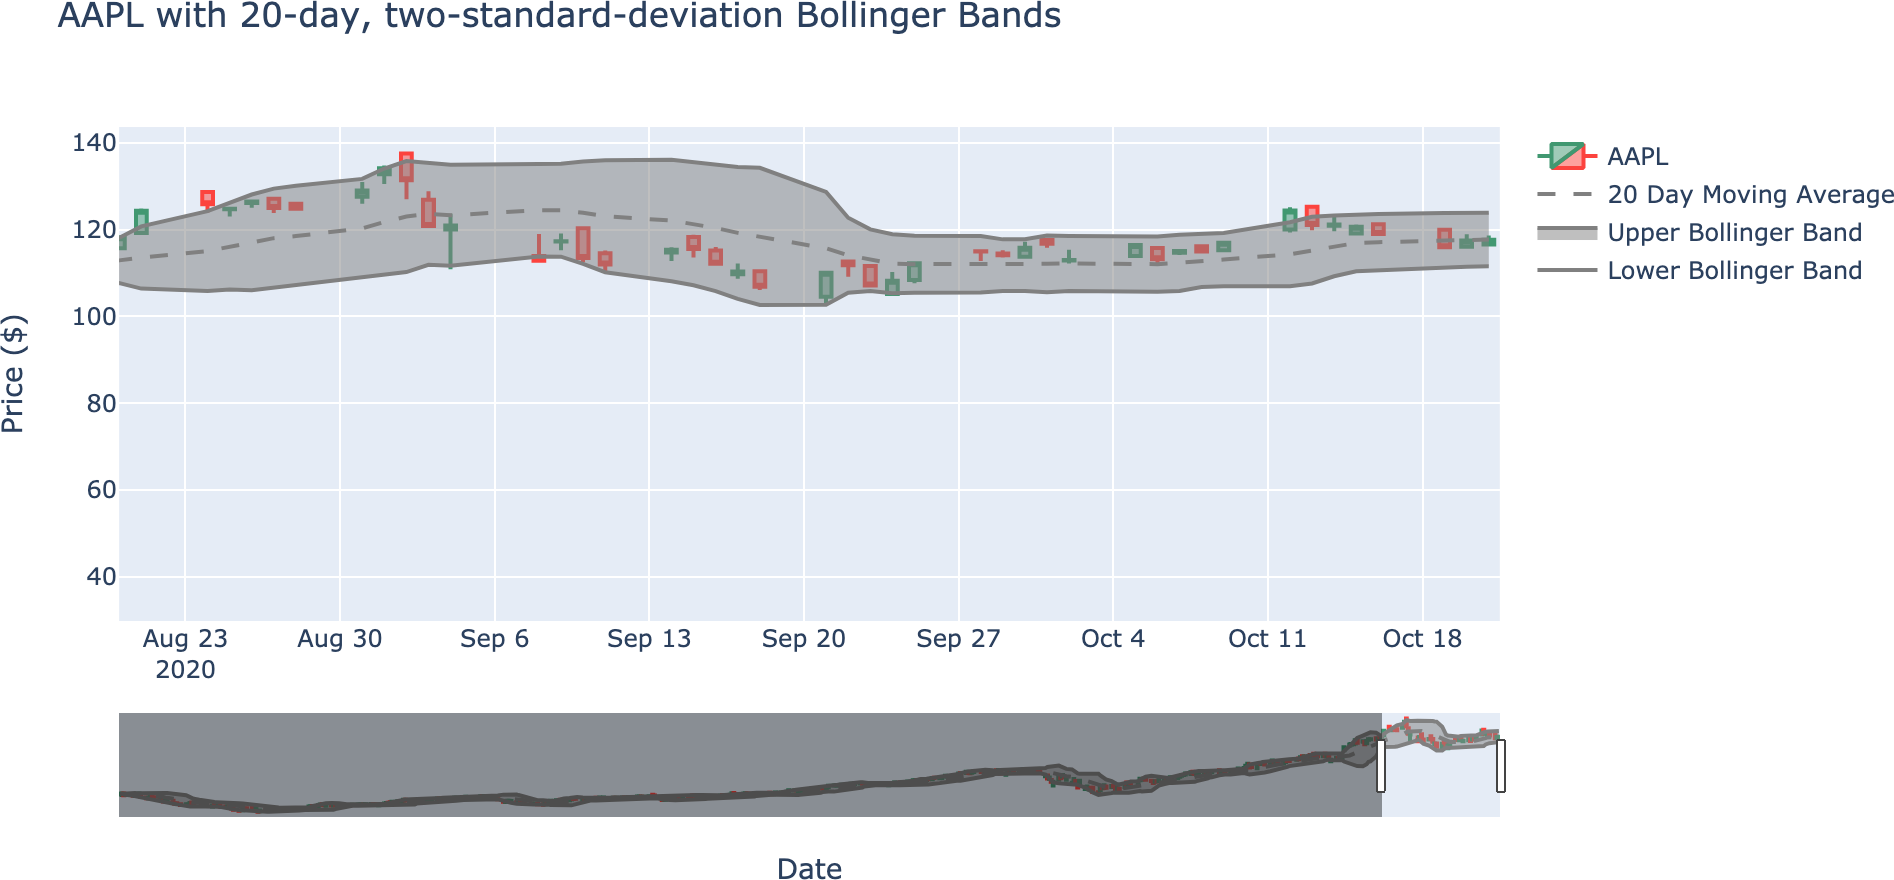 AAPL with 20-day, two-standard-deviation Bollinger Bands
Price ($)
140
120
100
80
60
40
Aug 23
2020
Aug 30
Sep 6
Sep 13
Sep 20
Sep 27
Oct 4
Oct 11
Oct 18
Date
AAPL
20 Day Moving Average
Upper Bollinger Band
Lower Bollinger Band